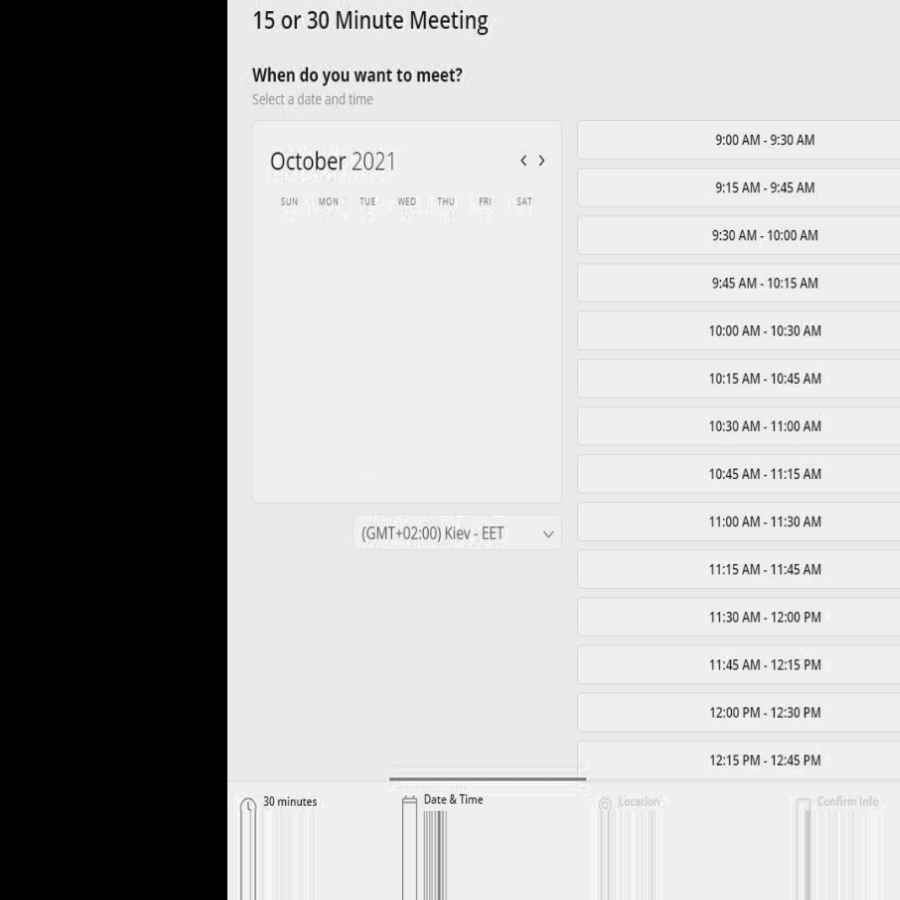 15 or 30 Minute Meeting
When do you want to meet?
Select a date and time
October 2021
SUN MON TUE WED THU FRI SAT
(GMT+02:00) Kiev - EET
9:00 AM - 9:30 AM
9:15 AM - 9:45 AM
9:30 AM - 10:00 AM
9:45 AM - 10:15 AM
10:00 AM - 10:30 AM
10:15 AM - 10:45 AM
10:30 AM - 11:00 AM
10:45 AM - 11:15 AM
11:00 AM - 11:30 AM
11:15 AM - 11:45 AM
11:30 AM - 12:00 PM
11:45 AM - 12:15 PM
12:00 PM - 12:30 PM
12:15 PM - 12:45 PM
30 minutes
Date & Time
Location
Confirm Info